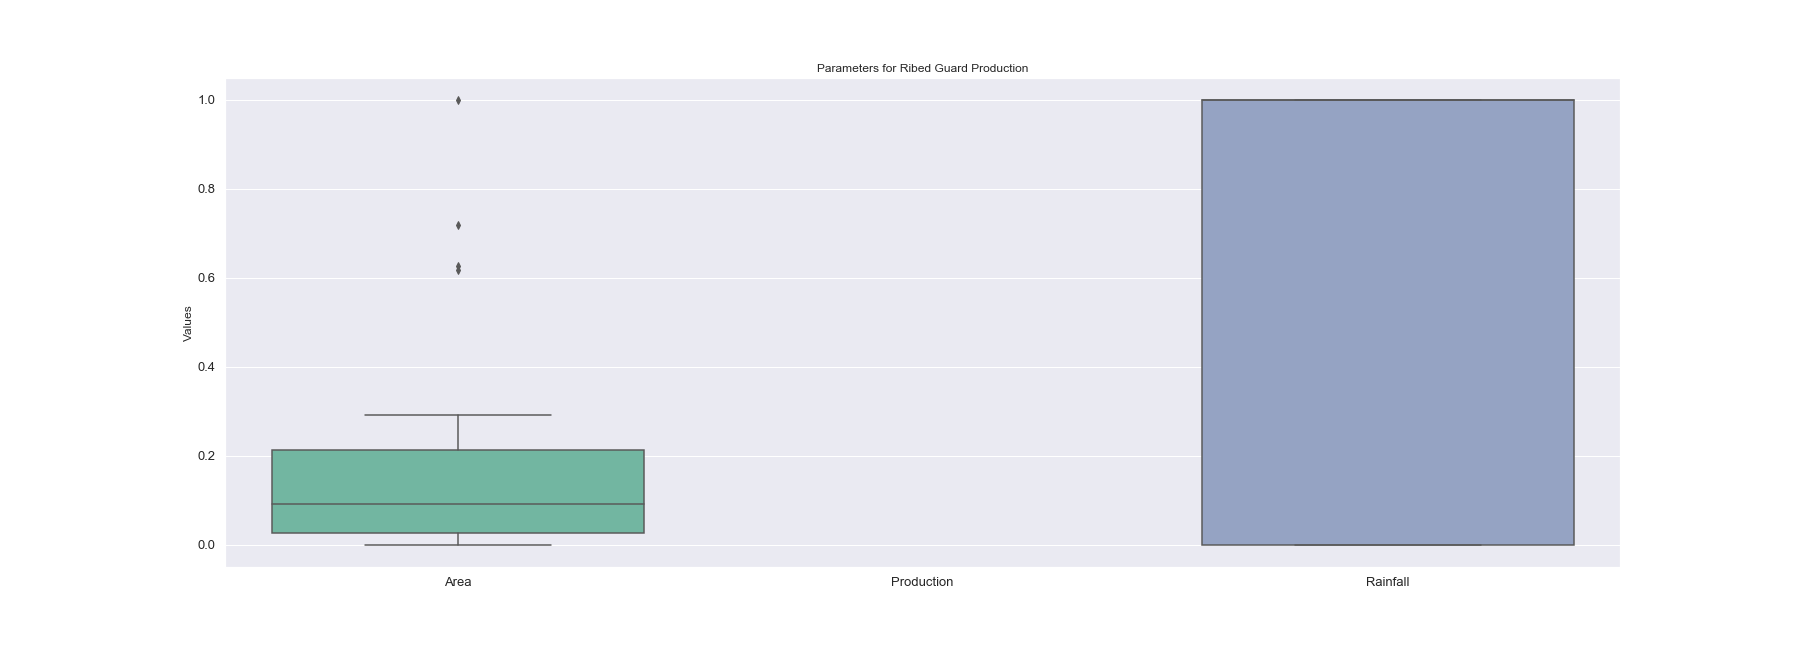 Parameters for Ribed Guard Production
1.0
0.8
0.6
0.4
0.2
0.0
Values
Area
Production
Rainfall